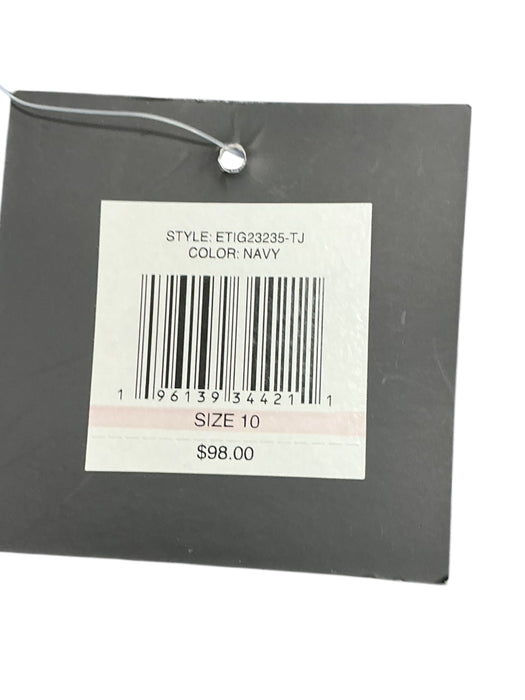 STYLE: ETIG23235-TJ
COLOR: NAVY
1 96139 34421 1
SIZE 10
$98.00